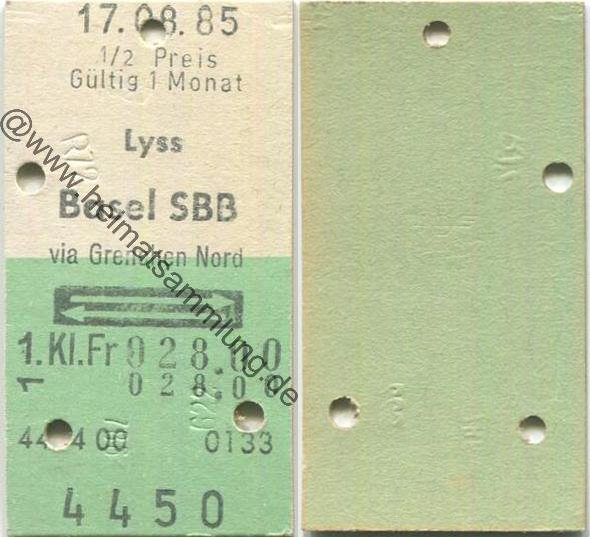 17.08.85
1/2 Preis
Gültig 1 Monat
Lyss
Basel SBB
via Grenchen Nord
1.Kl.Fr 028.00
1 028.00
00 0133
4450
@www.heimatsammlung.de